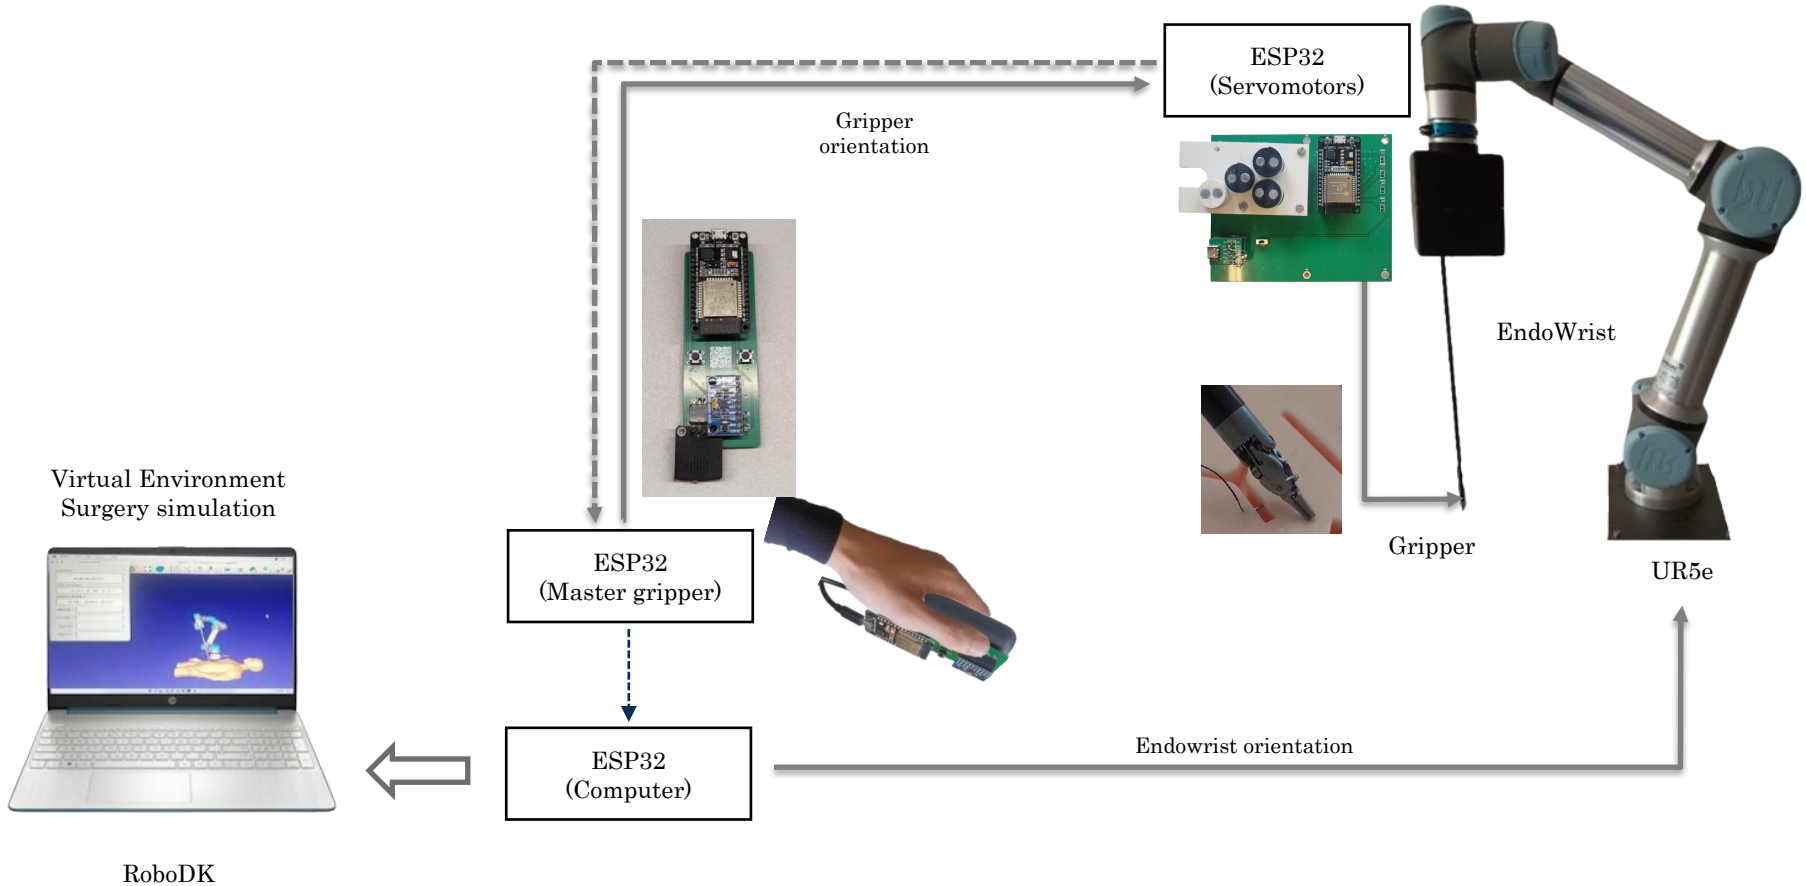 ESP32
(Servomotors)
Gripper
orientation
EndoWrist
Virtual Environment
Surgery simulation
ESP32
(Master gripper)
Gripper
UR5e
Endowrist orientation
ESP32
(Computer)
RoboDK